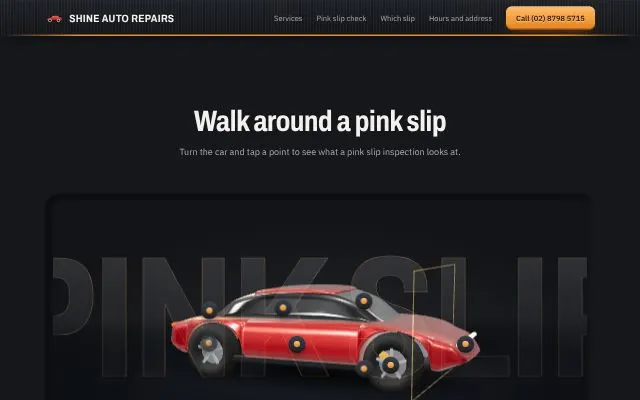 SHINE AUTO REPAIRS
Services
Pink slip check
Which slip
Hours and address
Call (02) 8798 5715
Walk around a pink slip
Turn the car and tap a point to see what a pink slip inspection looks at.
PINK SLIP